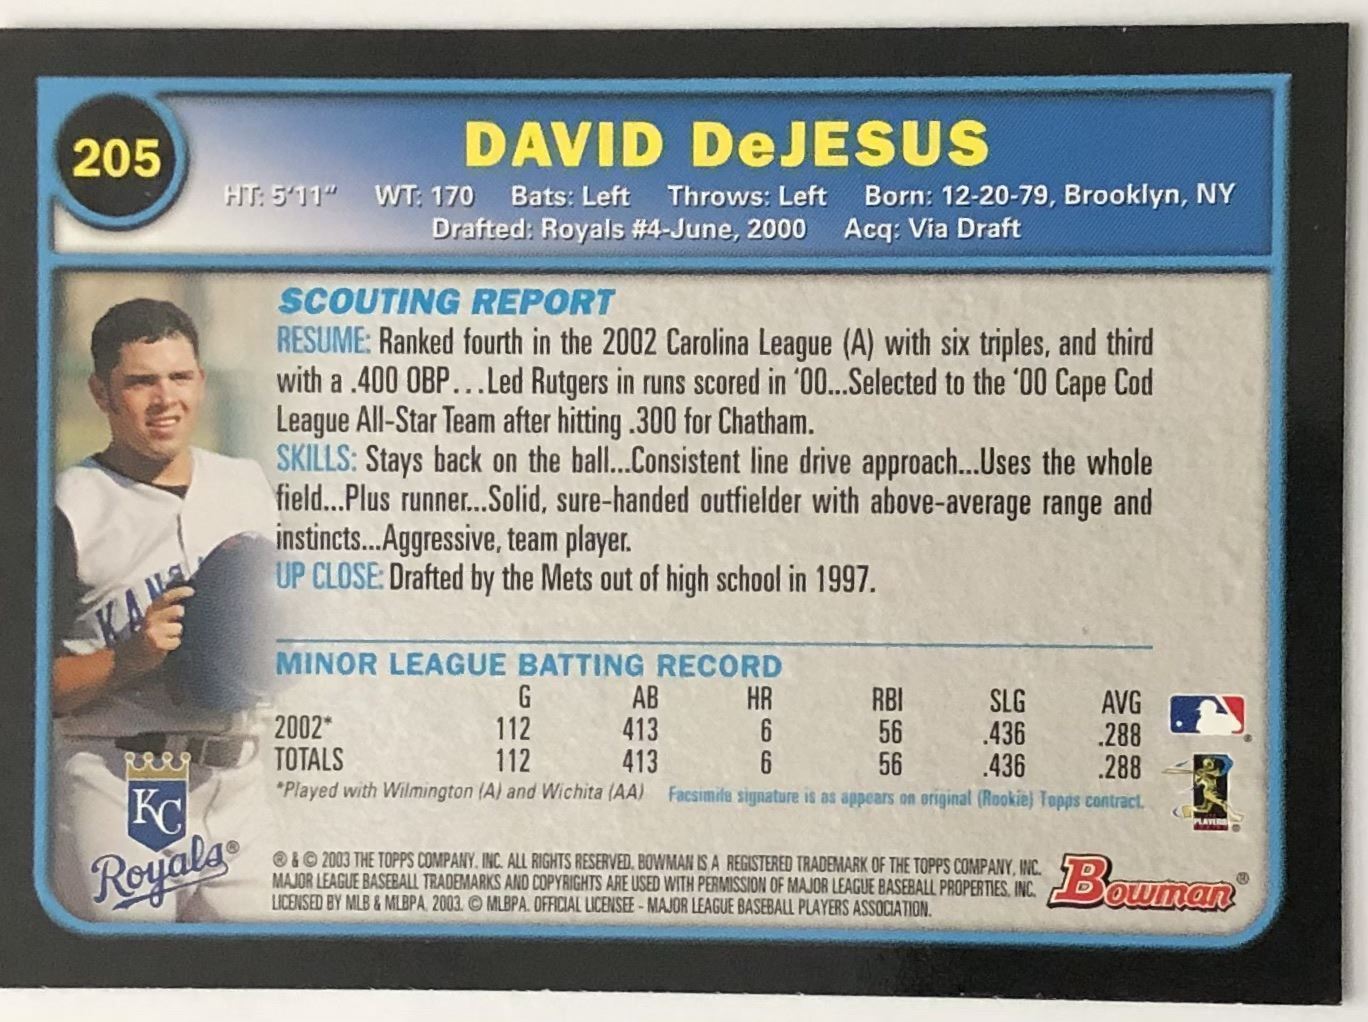 205
DAVID DeJESUS
HT: 5'11" WT: 170 Bats: Left Throws: Left Born: 12-20-79, Brooklyn, NY
Drafted: Royals #4-June, 2000 Acq: Via Draft
SCOUTING REPORT
RESUME: Ranked fourth in the 2002 Carolina League (A) with six triples, and third
with a .400 OBP...Led Rutgers in runs scored in '00...Selected to the '00 Cape Cod
League All-Star Team after hitting .300 for Chatham.
SKILLS: Stays back on the ball...Consistent line drive approach...Uses the whole
field...Plus runner...Solid, sure-handed outfielder with above-average range and
instincts...Aggressive, team player.
UP CLOSE: Drafted by the Mets out of high school in 1997.
KANS
MINOR LEAGUE BATTING RECORD
G AB HR RBI SLG AVG
2002* 112 413 6 56 .436 .288
TOTALS 112 413 6 56 .436 .288
*Played with Wilmington (A) and Wichita (AA) Facsimile signature is as appears on original (Rookie) Topps contract.
PLAYERS
KC
Royals®
® & © 2003 THE TOPPS COMPANY, INC. ALL RIGHTS RESERVED. BOWMAN IS A REGISTERED TRADEMARK OF THE TOPPS COMPANY, INC.
MAJOR LEAGUE BASEBALL TRADEMARKS AND COPYRIGHTS ARE USED WITH PERMISSION OF MAJOR LEAGUE BASEBALL PROPERTIES, INC.
LICENSED BY MLB & MLBPA, 2003. © MLBPA. OFFICIAL LICENSEE - MAJOR LEAGUE BASEBALL PLAYERS ASSOCIATION.
Bowman®